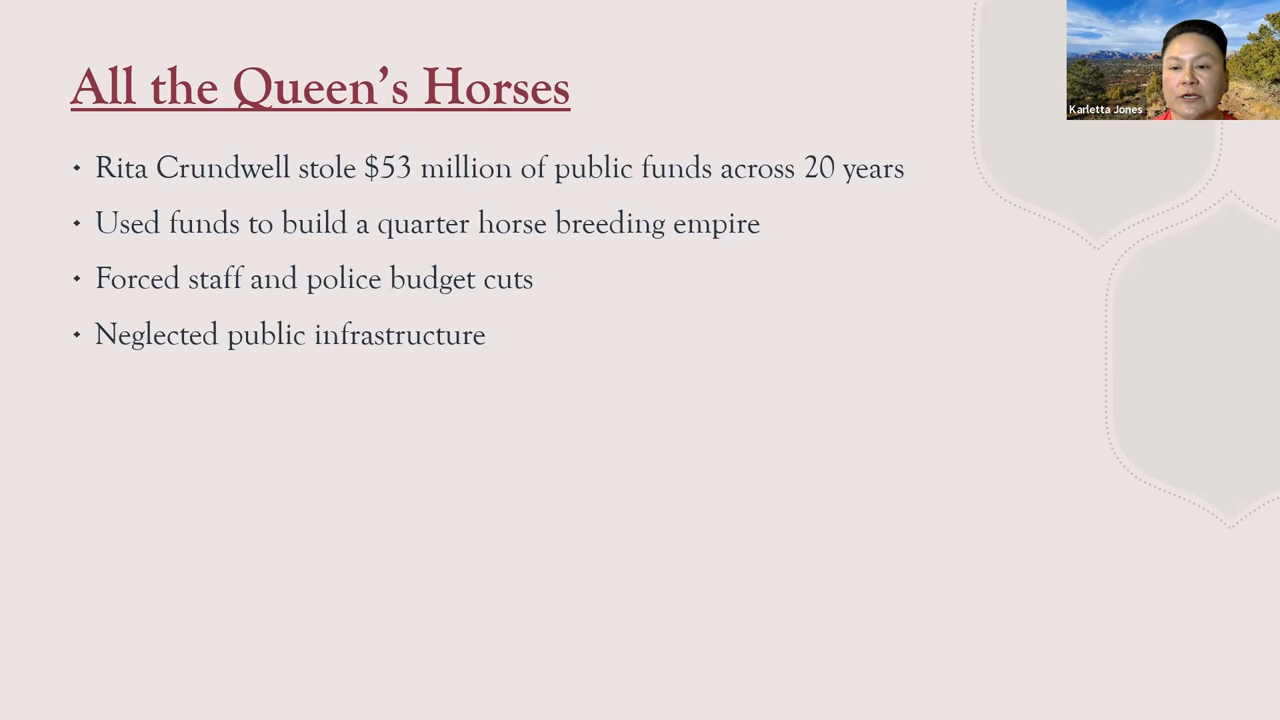 All the Queen’s Horses
Rita Crundwell stole $53 million of public funds across 20 years
Used funds to build a quarter horse breeding empire
Forced staff and police budget cuts
Neglected public infrastructure
Karletta Jones